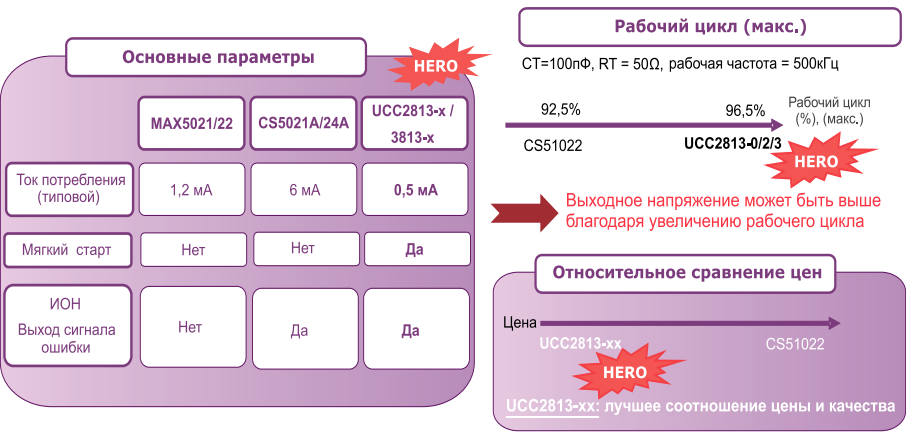 Основные параметры
HERO
MAX5021/22
CS5021A/24A
UCC2813-x /
3813-x
Ток потребления
(типовой)
1,2 мА
6 мА
0,5 мА
Мягкий старт
Нет
Нет
Да
ИОН
Выход сигнала
ошибки
Нет
Да
Да
Рабочий цикл (макс.)
CT=100пФ, RT = 50Ω, рабочая частота = 500кГц
92,5%
96,5%
Рабочий цикл
(%), (макс.)
CS51022
UCC2813-0/2/3
HERO
Выходное напряжение может быть выше
благодаря увеличению рабочего цикла
Относительное сравнение цен
Цена
UCC2813-xx
CS51022
HERO
UCC2813-xx: лучшее соотношение цены и качества